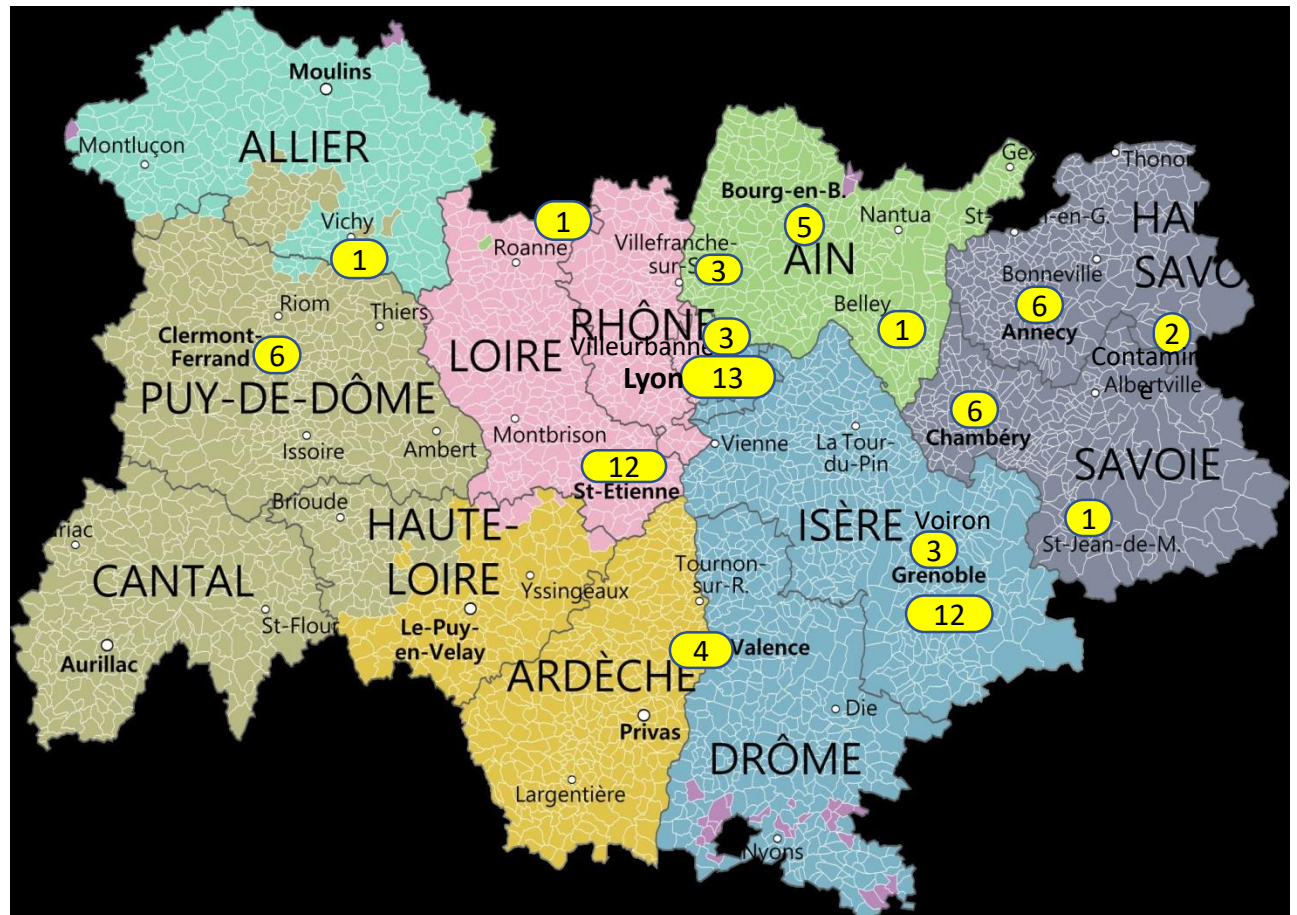 Moulins
Montluçon
ALLIER
Vichy
1
Roanne
1
Villefranche-
sur-S
3
Bourg-en-B.
5
AIN
Nantua
Gex
Thonon
Bonneville
6
Annecy
SAVO
2
Contamin
e
Albertville
Belley
1
Riom
Thiers
Clermont-
Ferrand
6
PUY-DE-DÔME
Issoire
Ambert
LOIRE
RHÔNE
Villeurbanne
3
Lyon
13
Montbrison
12
St-Etienne
Vienne
La Tour-
du-Pin
6
Chambéry
SAVOIE
1
St-Jean-de-M.
ISÈRE
Voiron
3
Grenoble
12
Brioude
HAUTE-
LOIRE
Yssingeaux
Le-Puy-
en-Velay
CANTAL
St-Flour
Aurillac
Tournon-
sur-R.
4
Valence
ARDÈCHE
Privas
Largentière
Die
DRÔME
Nyons